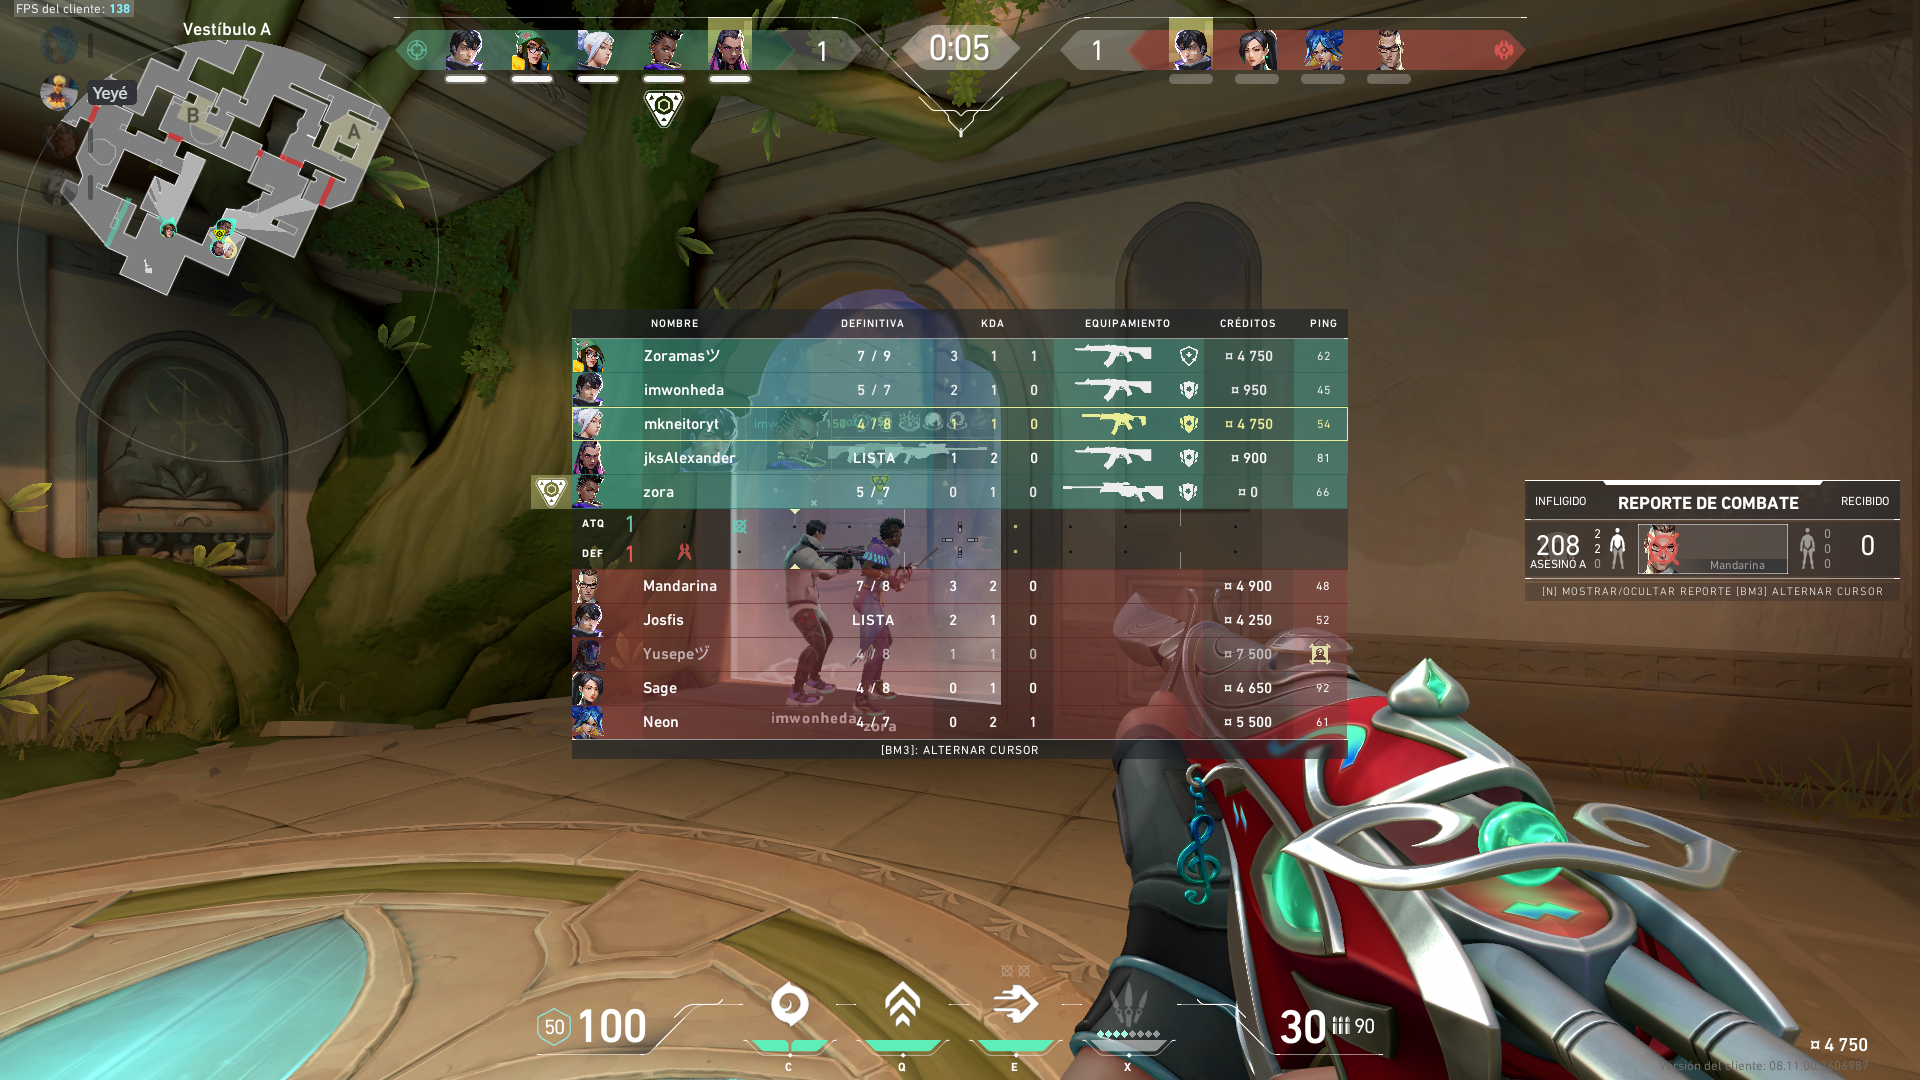 FPS del cliente: 138
Vestíbulo A
1
0:05
1
Yeyé
B
A
NOMBRE DEFINITIVA KDA EQUIPAMIENTO CRÉDITOS PING
Zoramasツ 7 / 9 3 1 1 ¤ 4 750 62
imwonheda 5 / 7 2 1 0 ¤ 950 45
mkneitoryt 4 / 8 1 1 0 ¤ 4 750 54
jksAlexander LISTA 1 2 0 ¤ 900 81
zora 5 / 7 0 1 0 ¤ 0 66
ATQ 1
DEF 1
Mandarina 7 / 8 3 2 0 ¤ 4 900 48
Josfis LISTA 2 1 0 ¤ 4 250 52
Yusepeヅ 4 / 8 1 1 0 ¤ 7 500
Sage 4 / 8 0 1 0 ¤ 4 650 92
Neon 4 / 7 0 2 1 ¤ 5 500 61
imwonheda
zora
[BM3]: ALTERNAR CURSOR
INFLIGIDO REPORTE DE COMBATE RECIBIDO
208 2 2 0 0 0 0 0
ASESINÓ A Mandarina
[N] MOSTRAR/OCULTAR REPORTE [BM3] ALTERNAR CURSOR
50 100
C Q E X
30 90
¤ 4 750
Versión del cliente: 08.11.00